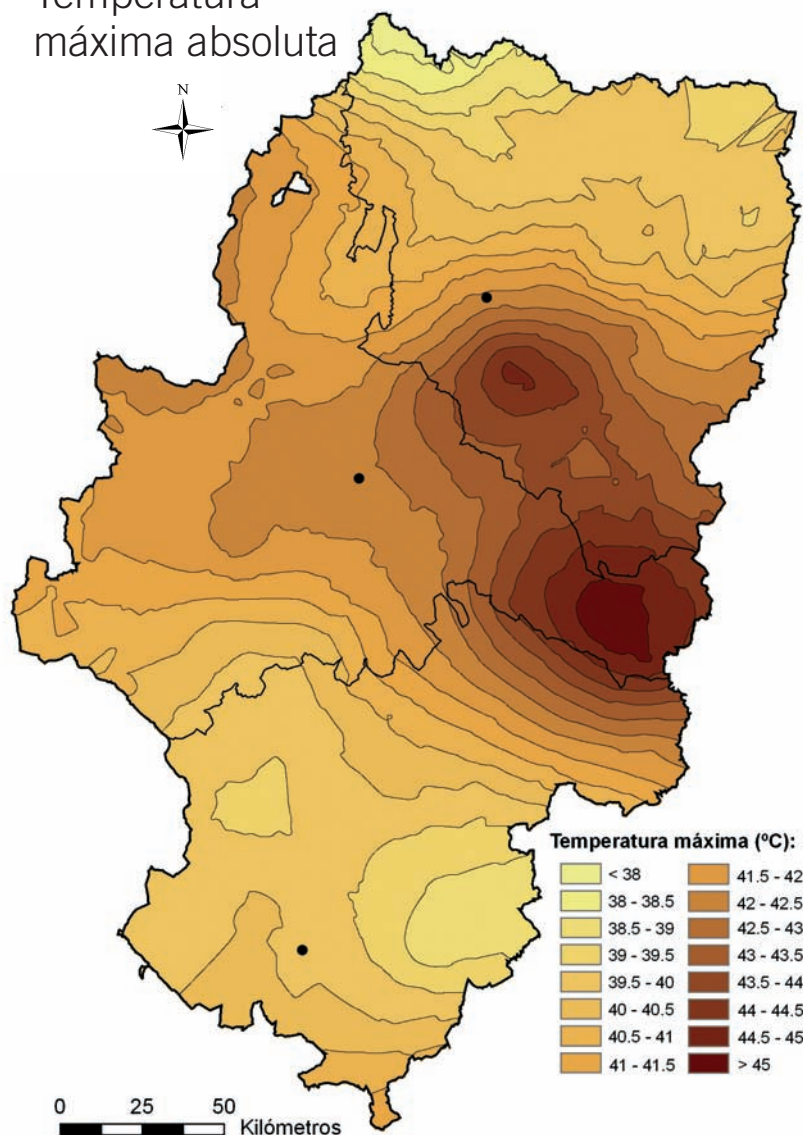 Temperatura
máxima absoluta
N
Temperatura máxima (ºC):
< 38
38 - 38.5
38.5 - 39
39 - 39.5
39.5 - 40
40 - 40.5
40.5 - 41
41 - 41.5
41.5 - 42
42 - 42.5
42.5 - 43
43 - 43.5
43.5 - 44
44 - 44.5
44.5 - 45
> 45
0 25 50
Kilómetros